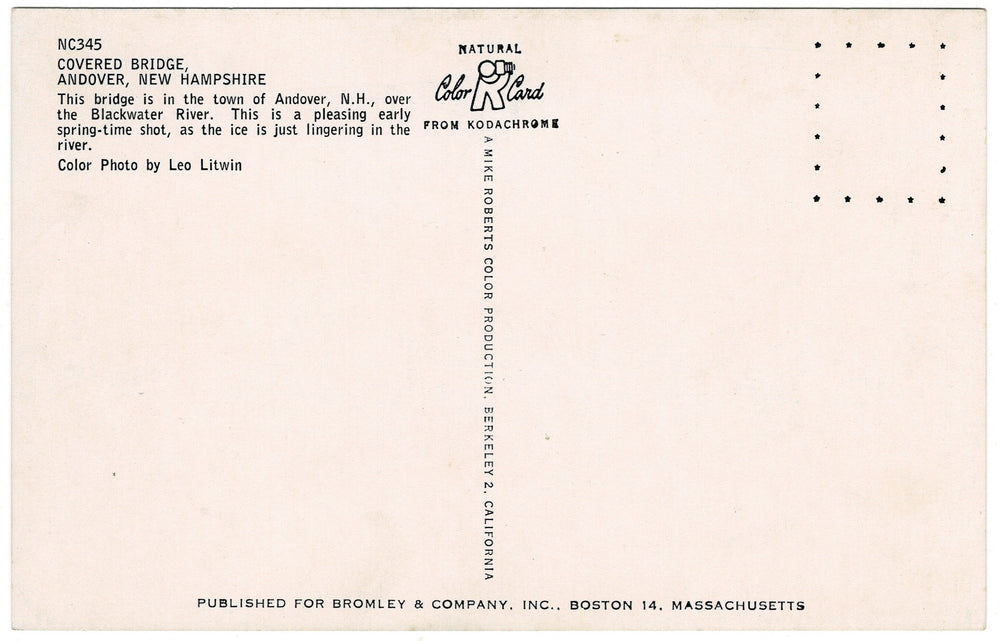 NC345
COVERED BRIDGE,
ANDOVER, NEW HAMPSHIRE
This bridge is in the town of Andover, N.H., over
the Blackwater River. This is a pleasing early
spring-time shot, as the ice is just lingering in the
river.
Color Photo by Leo Litwin
NATURAL
Color Card
FROM KODACHROME
A MIKE ROBERTS COLOR PRODUCTION, BERKELEY 2, CALIFORNIA
PUBLISHED FOR BROMLEY & COMPANY, INC., BOSTON 14, MASSACHUSETTS